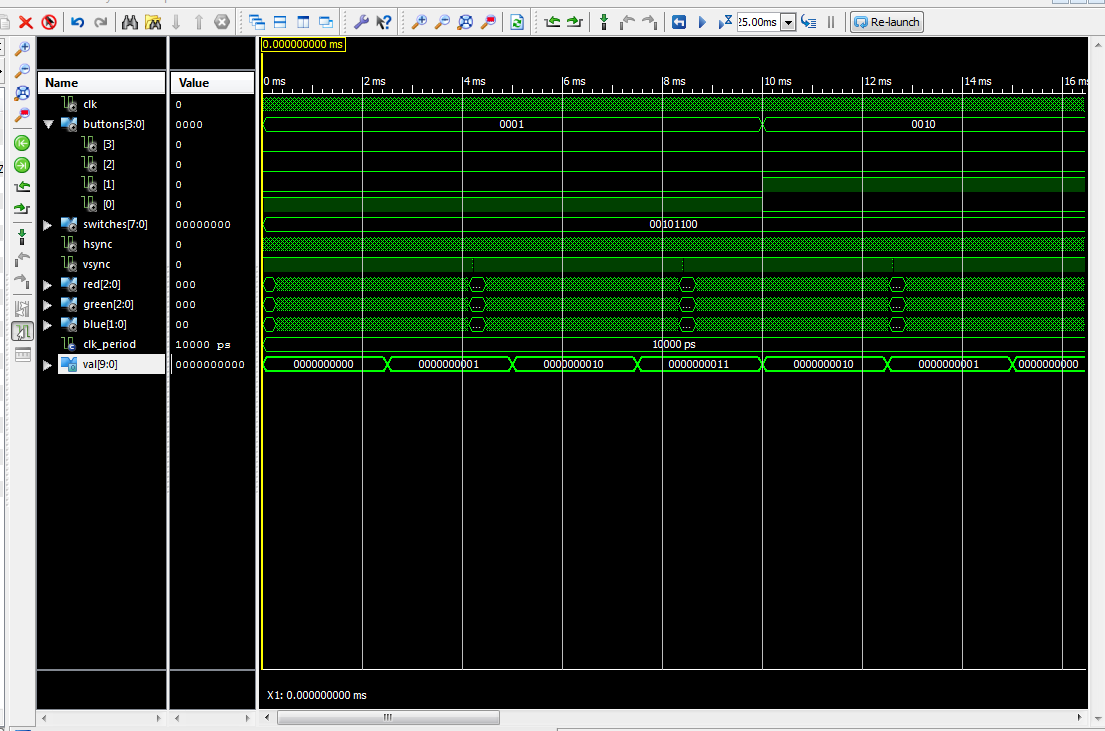 25.00ms Re-launch
0.000000000 ms
Name Value
0 ms 2 ms 4 ms 6 ms 8 ms 10 ms 12 ms 14 ms 16 ms
clk 0
buttons[3:0] 0000 0001 0010
[3] 0
[2] 0
[1] 0
[0] 0
switches[7:0] 00000000 00101100
hsync 0
vsync 0
red[2:0] 000 ... ... ...
green[2:0] 000 ... ... ...
blue[1:0] 00 ... ... ...
clk_period 10000 ps 10000 ps
val[9:0] 0000000000 0000000000 0000000001 0000000010 0000000011 0000000010 0000000001 0000000000
X1: 0.000000000 ms